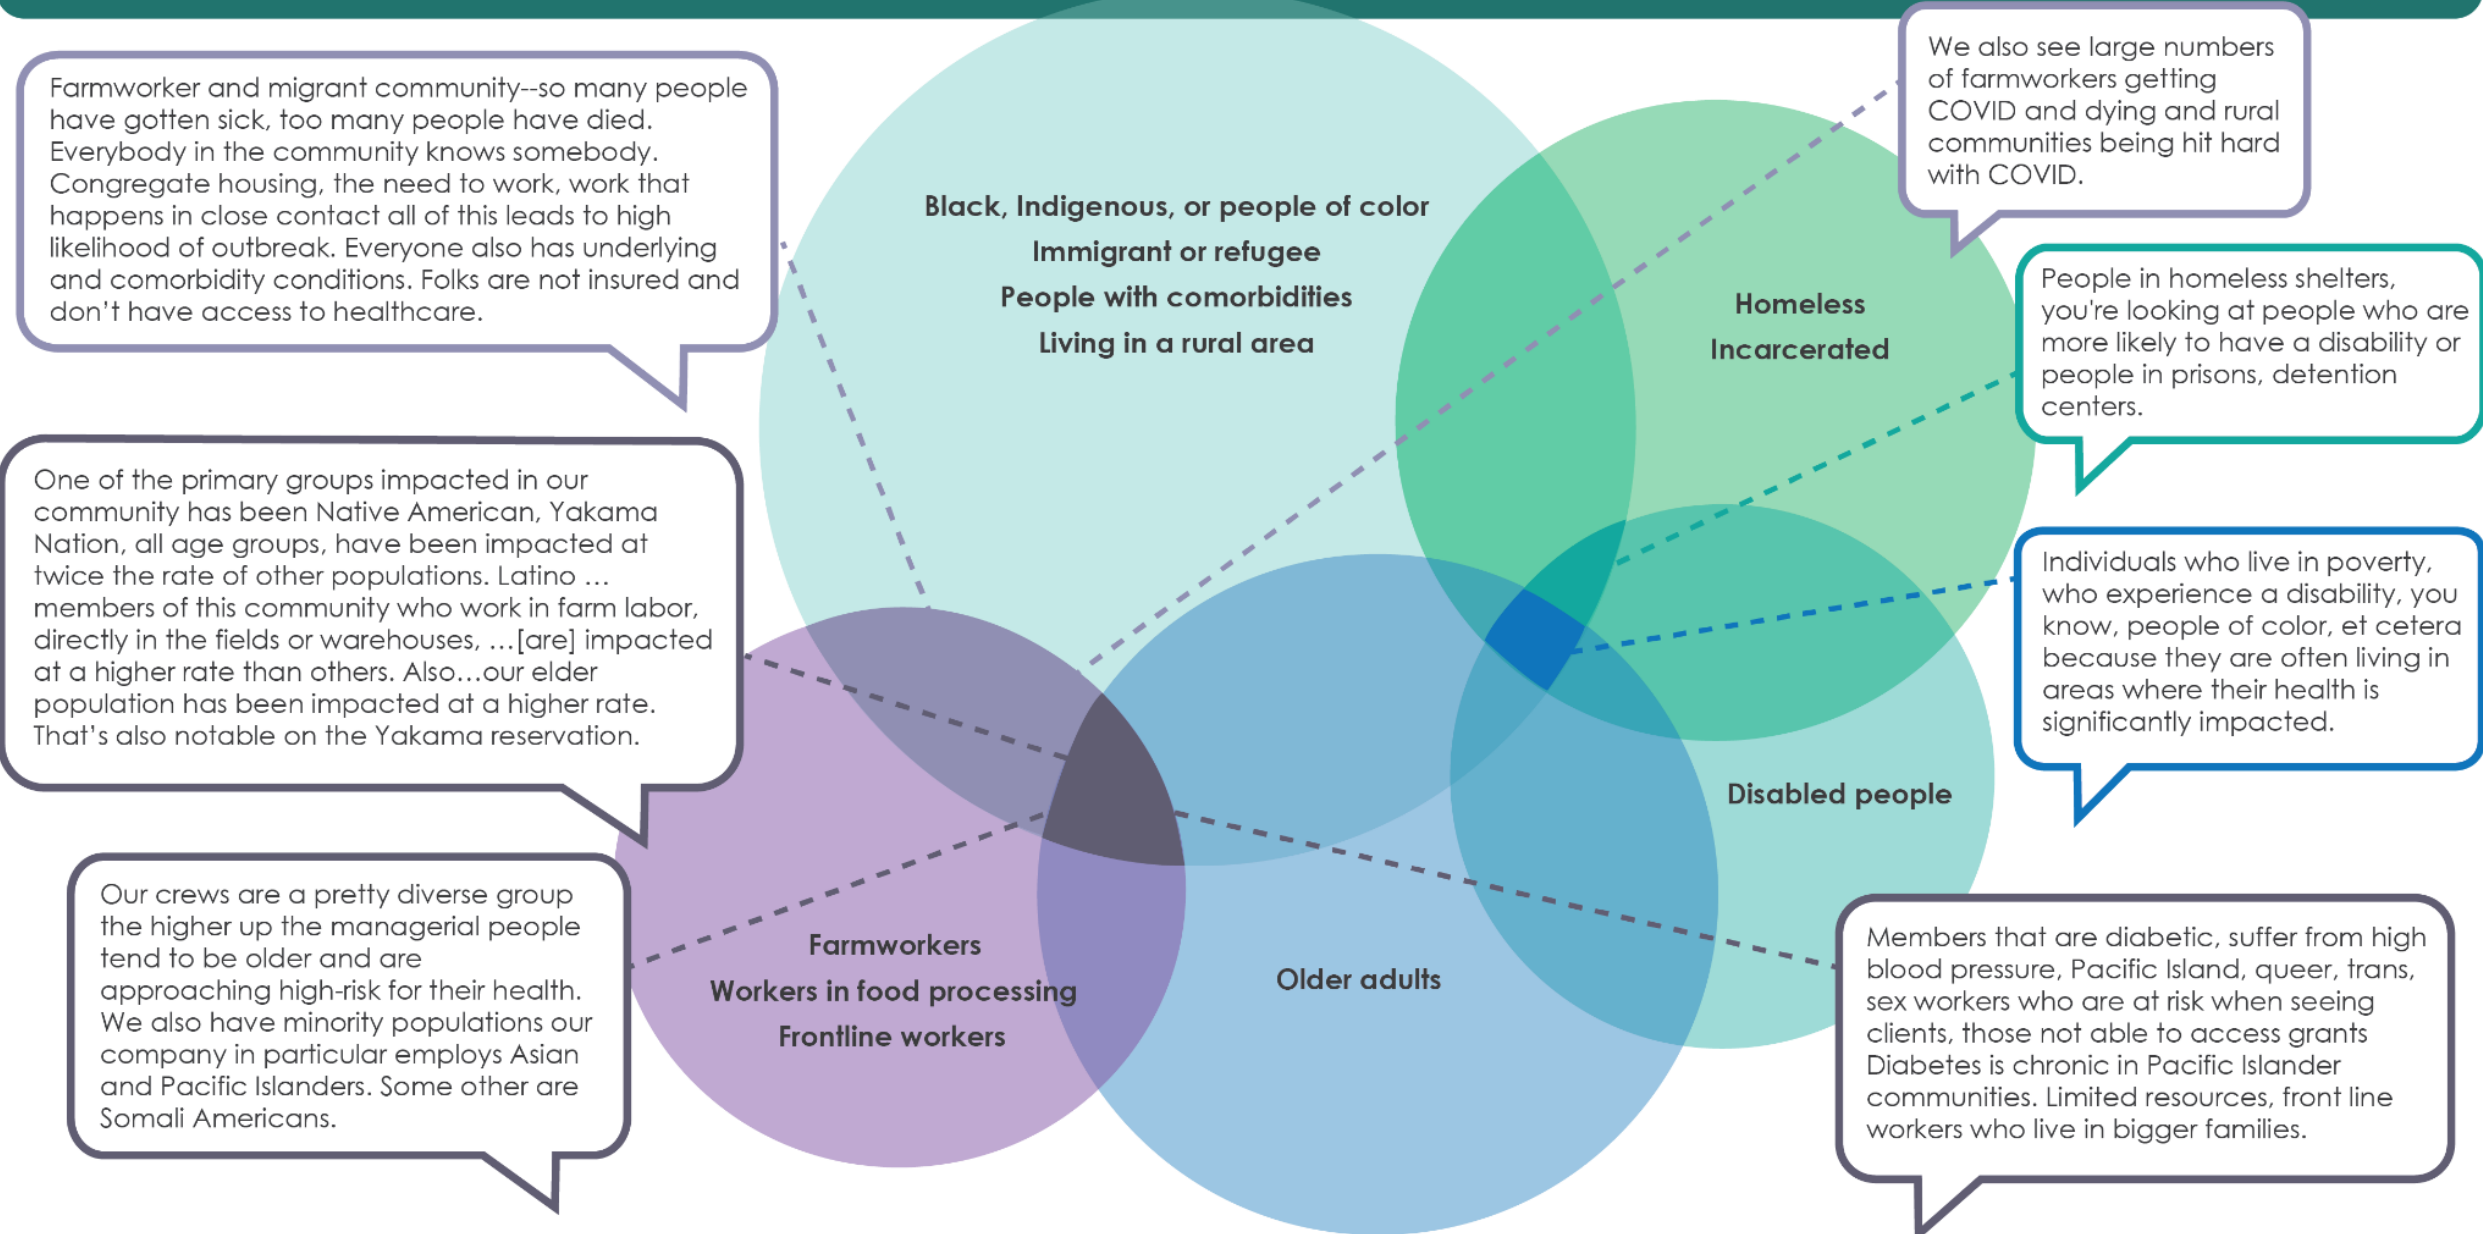 Farmworker and migrant community--so many people
have gotten sick, too many people have died.
Everybody in the community knows somebody.
Congregate housing, the need to work, work that
happens in close contact all of this leads to high
likelihood of outbreak. Everyone also has underlying
and comorbidity conditions. Folks are not insured and
don't have access to healthcare.
One of the primary groups impacted in our
community has been Native American, Yakama
Nation, all age groups, have been impacted at
twice the rate of other populations. Latino …
members of this community who work in farm labor,
directly in the fields or warehouses, …[are] impacted
at a higher rate than others. Also…our elder
population has been impacted at a higher rate.
That's also notable on the Yakama reservation.
Our crews are a pretty diverse group
the higher up the managerial people
tend to be older and are
approaching high-risk for their health.
We also have minority populations our
company in particular employs Asian
and Pacific Islanders. Some other are
Somali Americans.
Black, Indigenous, or people of color
Immigrant or refugee
People with comorbidities
Living in a rural area
Homeless
Incarcerated
Disabled people
Older adults
Farmworkers
Workers in food processing
Frontline workers
We also see large numbers
of farmworkers getting
COVID and dying and rural
communities being hit hard
with COVID.
People in homeless shelters,
you're looking at people who are
more likely to have a disability or
people in prisons, detention
centers.
Individuals who live in poverty,
who experience a disability, you
know, people of color, et cetera
because they are often living in
areas where their health is
significantly impacted.
Members that are diabetic, suffer from high
blood pressure, Pacific Island, queer, trans,
sex workers who are at risk when seeing
clients, those not able to access grants
Diabetes is chronic in Pacific Islander
communities. Limited resources, front line
workers who live in bigger families.